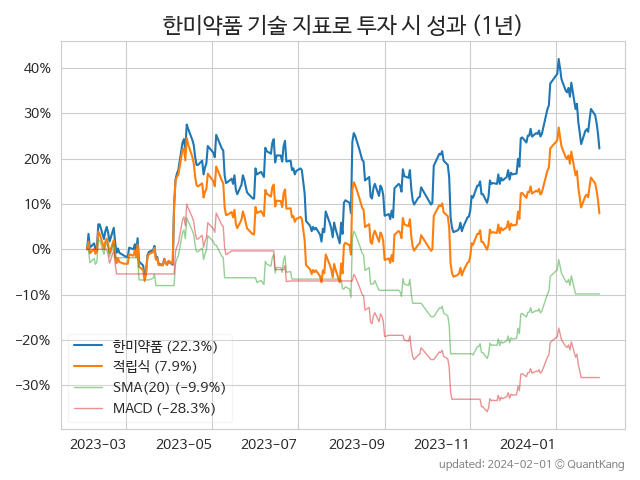 한미약품 기술 지표로 투자 시 성과 (1년)
40%
30%
20%
10%
0%
−10%
−20%
−30%
한미약품 (22.3%)
적립식 (7.9%)
SMA(20) (-9.9%)
MACD (-28.3%)
2023-03 2023-05 2023-07 2023-09 2023-11 2024-01
updated: 2024-02-01 © QuantKang